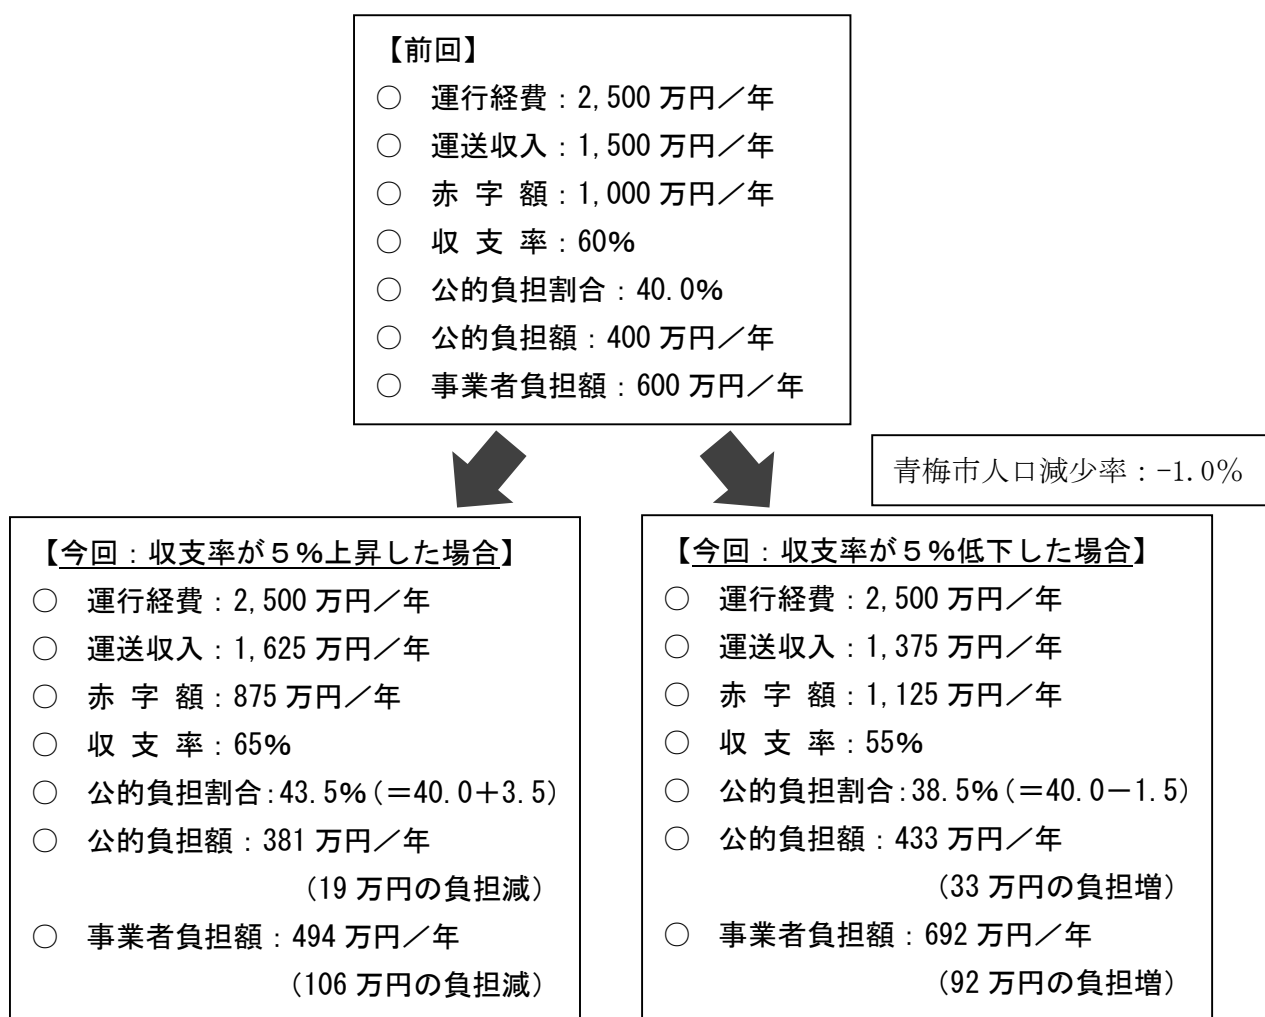 【前回】
○ 運行経費：2,500 万円／年
○ 運送収入：1,500 万円／年
○ 赤 字 額：1,000 万円／年
○ 収 支 率：60%
○ 公的負担割合：40.0%
○ 公的負担額：400 万円／年
○ 事業者負担額：600 万円／年
青梅市人口減少率：-1.0%
【今回：収支率が５%上昇した場合】
○ 運行経費：2,500 万円／年
○ 運送収入：1,625 万円／年
○ 赤 字 額：875 万円／年
○ 収 支 率：65%
○ 公的負担割合：43.5%（＝40.0＋3.5）
○ 公的負担額：381 万円／年
（19 万円の負担減）
○ 事業者負担額：494 万円／年
（106 万円の負担減）
【今回：収支率が５%低下した場合】
○ 運行経費：2,500 万円／年
○ 運送収入：1,375 万円／年
○ 赤 字 額：1,125 万円／年
○ 収 支 率：55%
○ 公的負担割合：38.5%（＝40.0－1.5）
○ 公的負担額：433 万円／年
（33 万円の負担増）
○ 事業者負担額：692 万円／年
（92 万円の負担増）